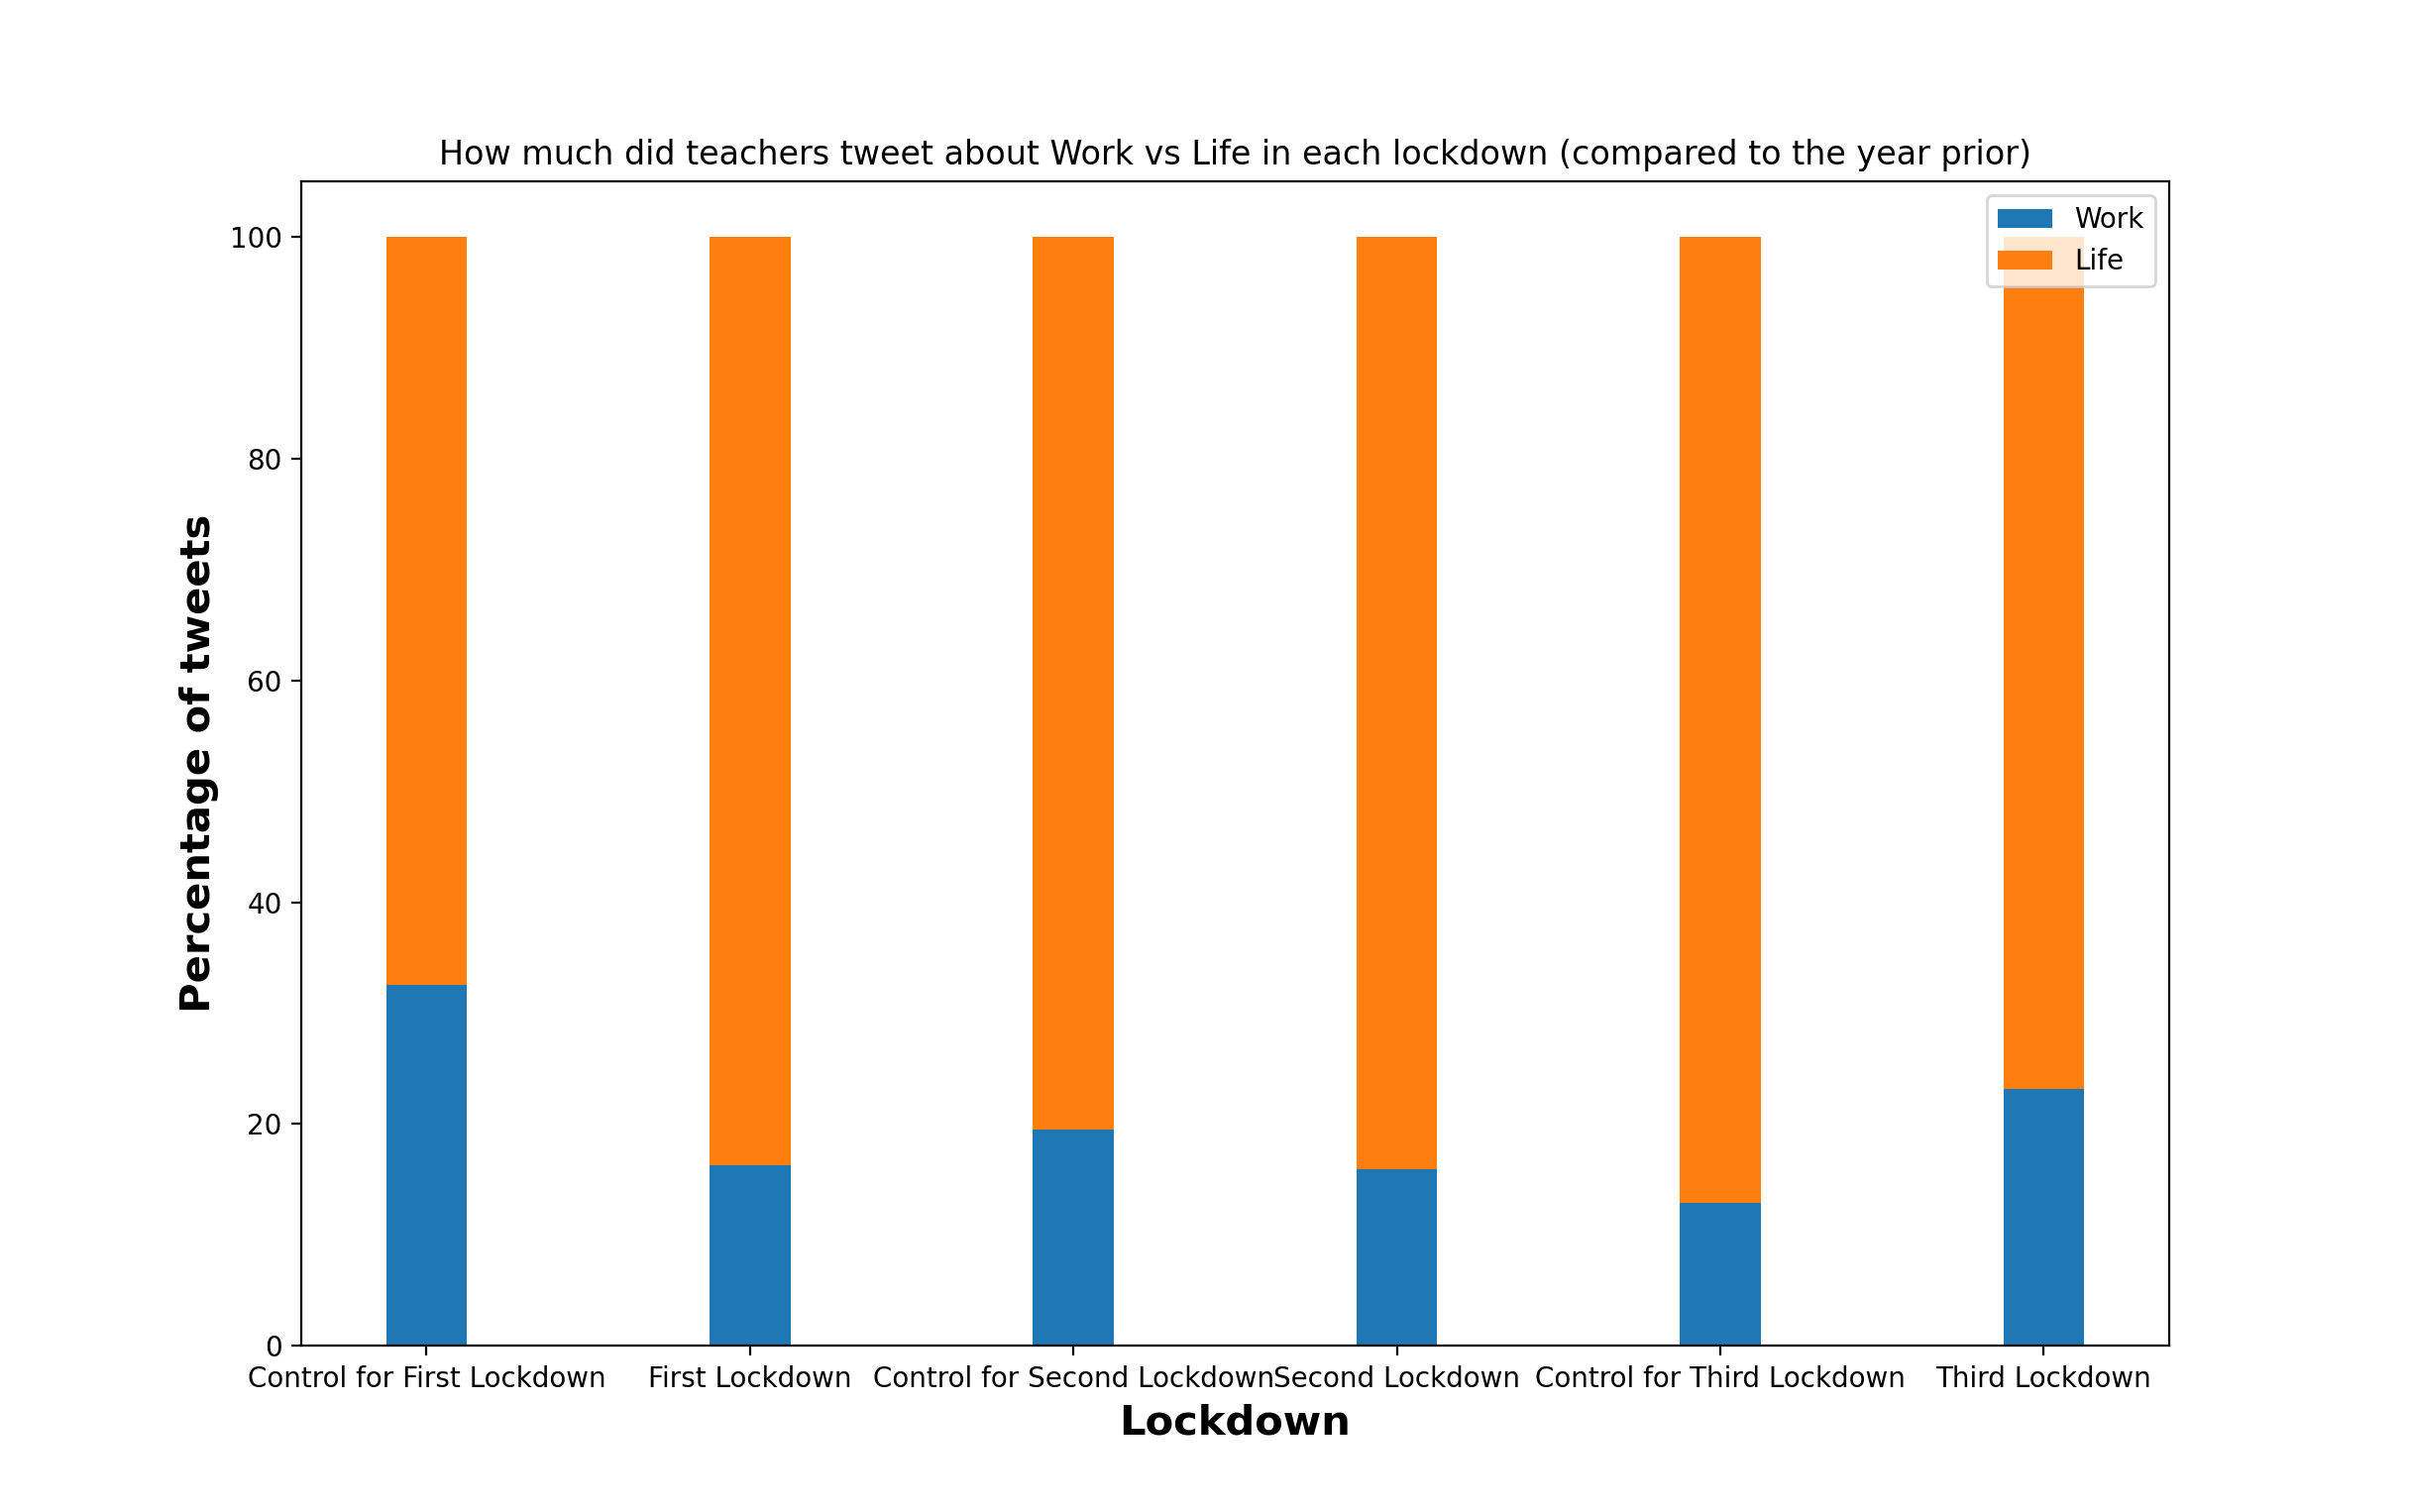 How much did teachers tweet about Work vs Life in each lockdown (compared to the year prior)
Work
Life
100
80
60
40
20
0
Percentage of tweets
Control for First Lockdown
First Lockdown
Control for Second Lockdown
Second Lockdown
Control for Third Lockdown
Third Lockdown
Lockdown